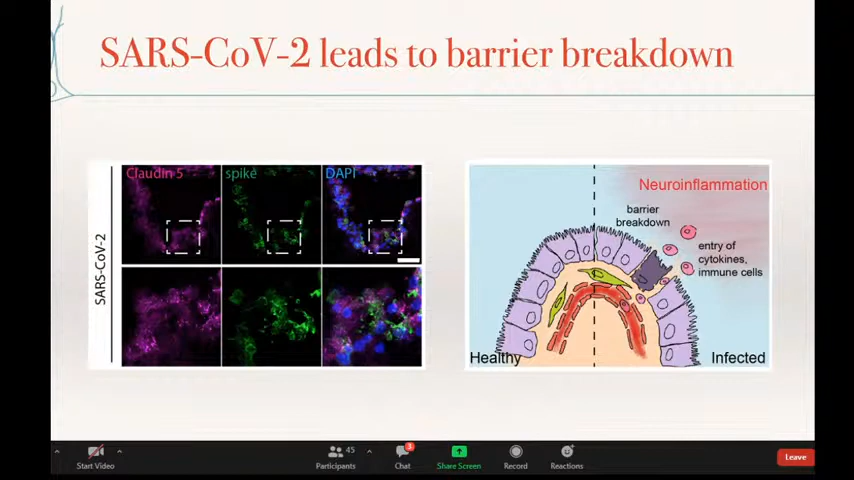 SARS-CoV-2 leads to barrier breakdown
Claudin 5
spike
DAPI
SARS-CoV-2
Neuroinflammation
barrier
breakdown
entry of
cytokines,
immune cells
Healthy
Infected
Start Video
Participants
45
Chat
3
Share Screen
Record
Reactions
Leave